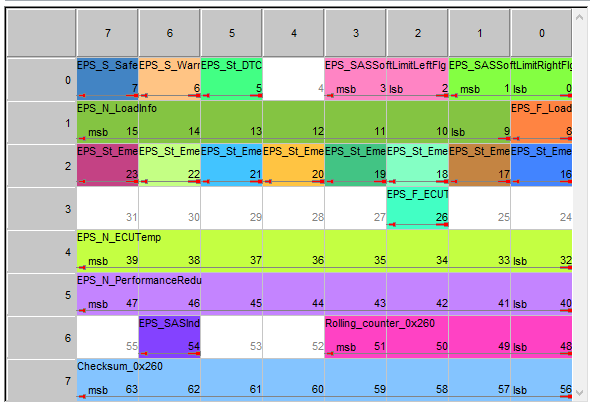 7 6 5 4 3 2 1 0
EPS_S_Safe EPS_S_Warr EPS_St_DTC EPS_SASSoftLimitLeftFlg EPS_SASSoftLimitRightFlg
0 7 6 5 4 msb 3 lsb 2 msb 1 lsb 0
EPS_N_LoadInfo EPS_F_Load
1 msb 15 14 13 12 11 10 lsb 9 8
EPS_St_Eme EPS_St_Eme EPS_St_Eme EPS_St_Eme EPS_St_Eme EPS_St_Eme EPS_St_Eme EPS_St_Eme
2 23 22 21 20 19 18 17 16
EPS_F_ECUT
3 31 30 29 28 27 26 25 24
EPS_N_ECUTemp
4 msb 39 38 37 36 35 34 33 lsb 32
EPS_N_PerformanceRedu
5 msb 47 46 45 44 43 42 41 lsb 40
EPS_SASInd Rolling_counter_0x260
6 55 54 53 52 msb 51 50 49 lsb 48
Checksum_0x260
7 msb 63 62 61 60 59 58 57 lsb 56